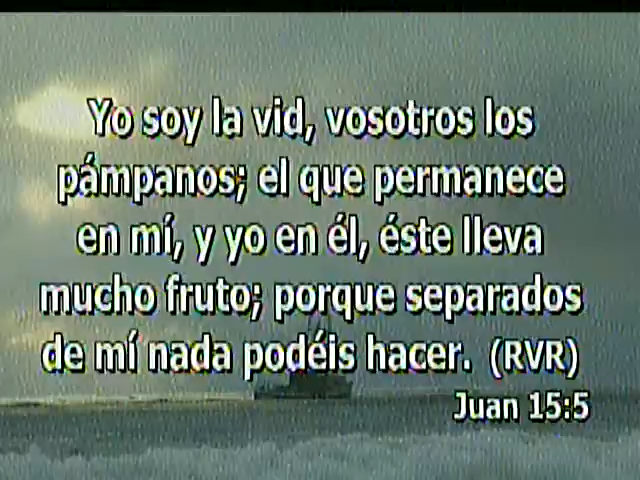 Yo soy la vid, vosotros los
pámpanos; el que permanece
en mí, y yo en él, éste lleva
mucho fruto; porque separados
de mí nada podéis hacer. (RVR)
Juan 15:5